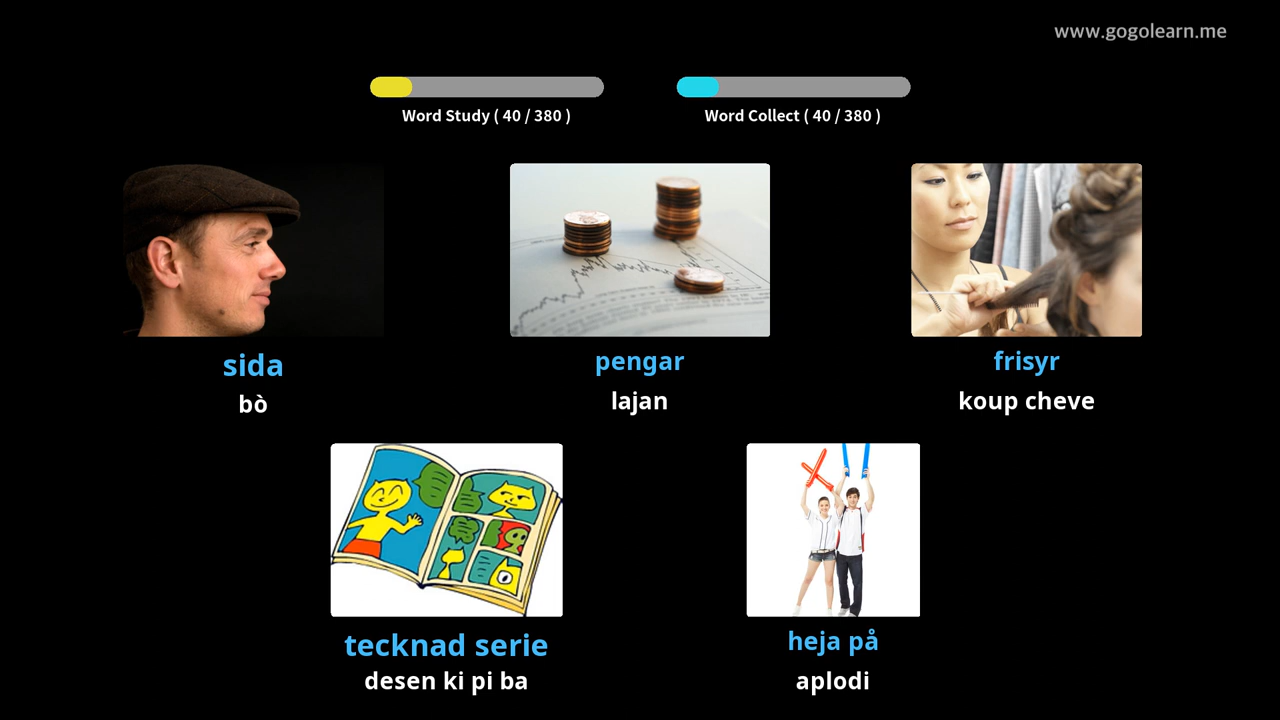 www.gogolearn.me
Word Study ( 40 / 380 )
Word Collect ( 40 / 380 )
sida
bò
pengar
lajan
frisyr
koup cheve
tecknad serie
desen ki pi ba
heja på
aplodi